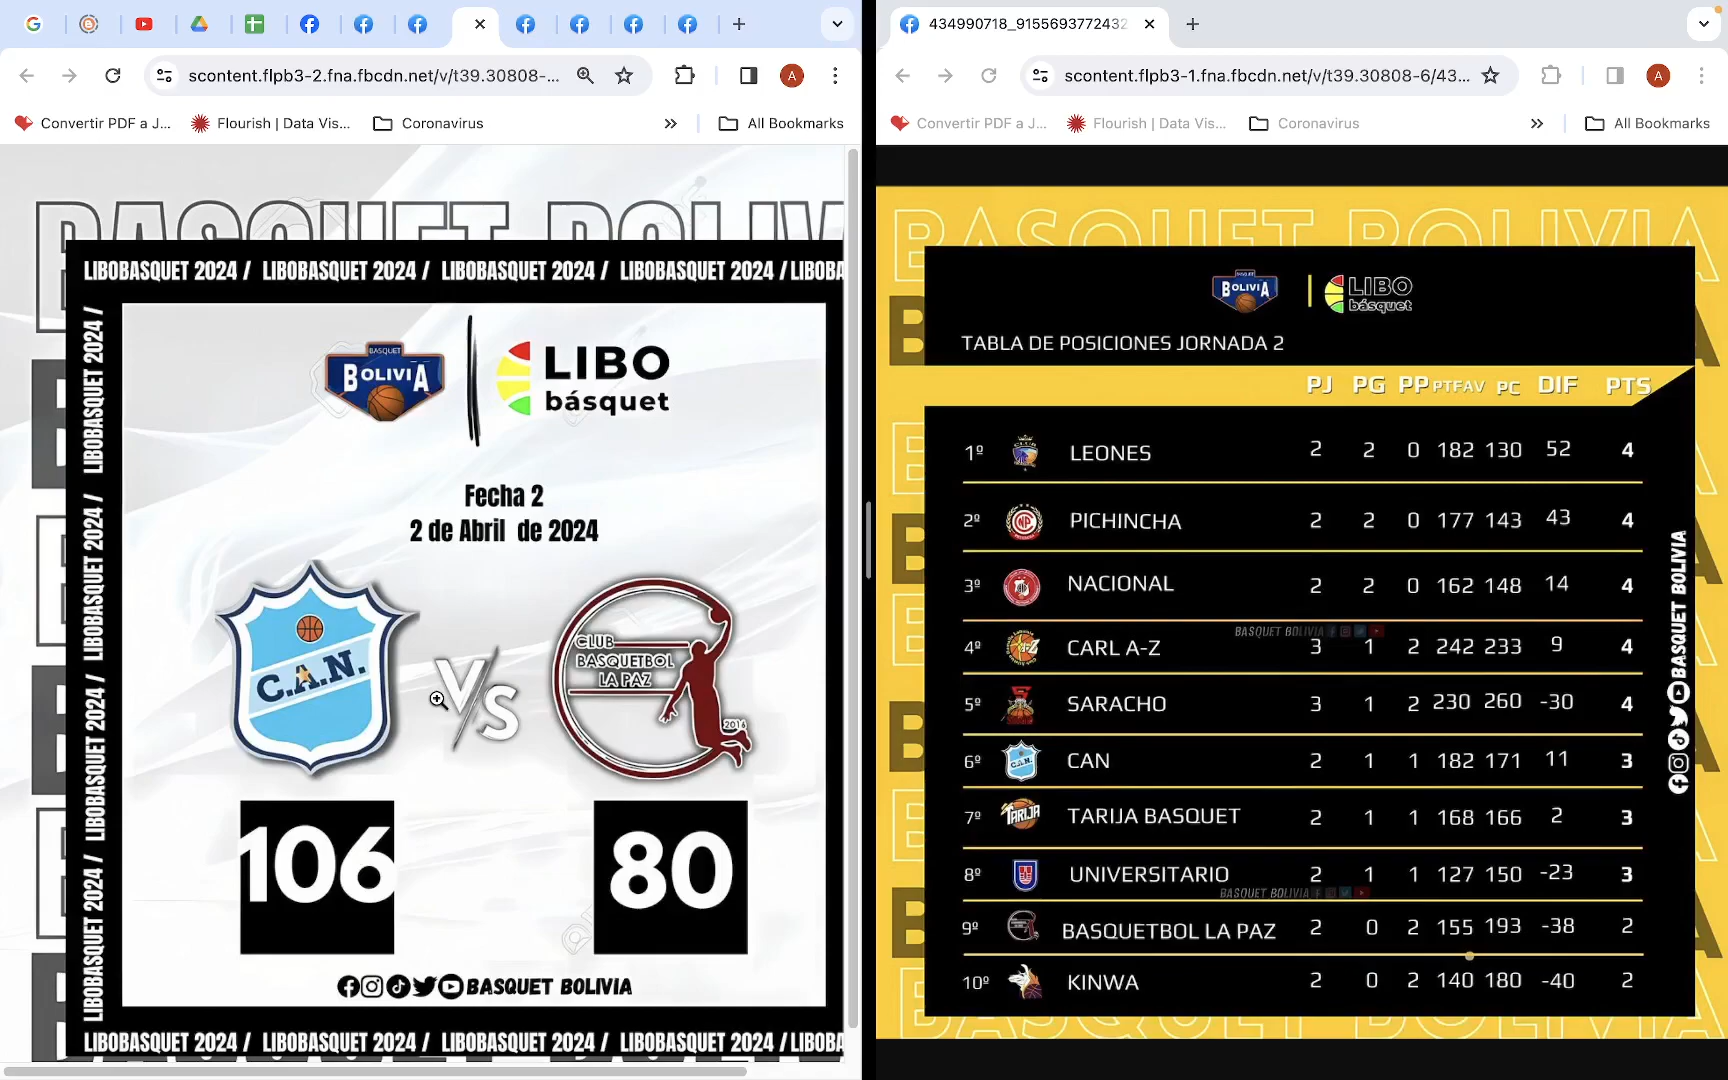 434990718_9155693772432
scontent.flpb3-2.fna.fbcdn.net/v/t39.30808-...
A
scontent.flpb3-1.fna.fbcdn.net/v/t39.30808-6/43...
A
Convertir PDF a J...
Flourish | Data Vis...
Coronavirus
All Bookmarks
Convertir PDF a J...
Flourish | Data Vis...
Coronavirus
All Bookmarks
BASQUET BOLIV
LIBOBASQUET 2024 / LIBOBASQUET 2024 / LIBOBASQUET 2024 / LIBOBASQUET 2024 / LIBOBA
LIBOBASQUET 2024 / LIBOBASQUET 2024 / LIBOBASQUET 2024 / LIBOBASQUET 2024 /
BASQUET
BOLIVIA
LIBO
básquet
Fecha 2
2 de Abril de 2024
C.A.N.
VS
CLUB
BASQUETBOL
LA PAZ
2016
106
80
BASQUET BOLIVIA
LIBOBASQUET 2024 / LIBOBASQUET 2024 / LIBOBASQUET 2024 / LIBOBASQUET 2024 / LIBOBA
BASQUET BOLIVIA
BASQUET
BOLIVIA
LIBO
básquet
TABLA DE POSICIONES JORNADA 2
PJ PG PP PTFAV PC DIF PTS
1º LEONES 2 2 0 182 130 52 4
2º PICHINCHA 2 2 0 177 143 43 4
3º NACIONAL 2 2 0 162 148 14 4
BASQUET BOLIVIA
4º CARL A-Z 3 1 2 242 233 9 4
5º SARACHO 3 1 2 230 260 -30 4
6º C.A.N. CAN 2 1 1 182 171 11 3
7º TARIJA TARIJA BASQUET 2 1 1 168 166 2 3
8º UNIVERSITARIO 2 1 1 127 150 -23 3
BASQUET BOLIVIA
9º BASQUETBOL LA PAZ 2 0 2 155 193 -38 2
10º KINWA 2 0 2 140 180 -40 2
BASQUET BOLIVIA
BASQUET BOLIVIA